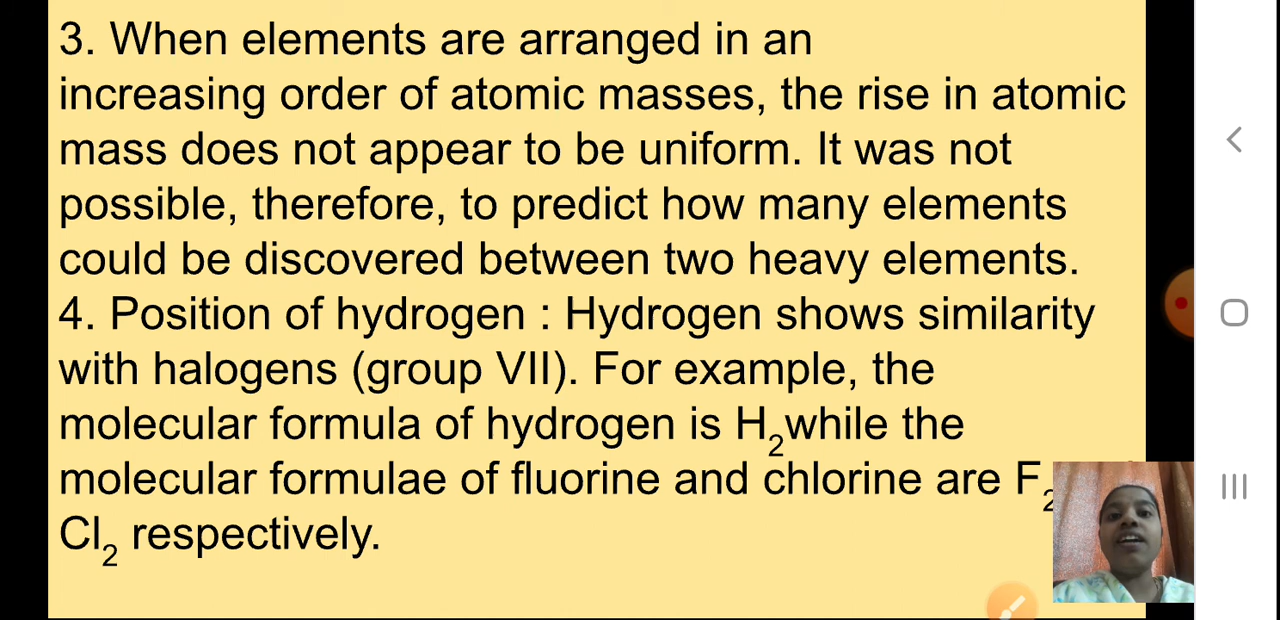 3. When elements are arranged in an
increasing order of atomic masses, the rise in atomic
mass does not appear to be uniform. It was not
possible, therefore, to predict how many elements
could be discovered between two heavy elements.
4. Position of hydrogen : Hydrogen shows similarity
with halogens (group VII). For example, the
molecular formula of hydrogen is H₂while the
molecular formulae of fluorine and chlorine are F₂
Cl₂ respectively.